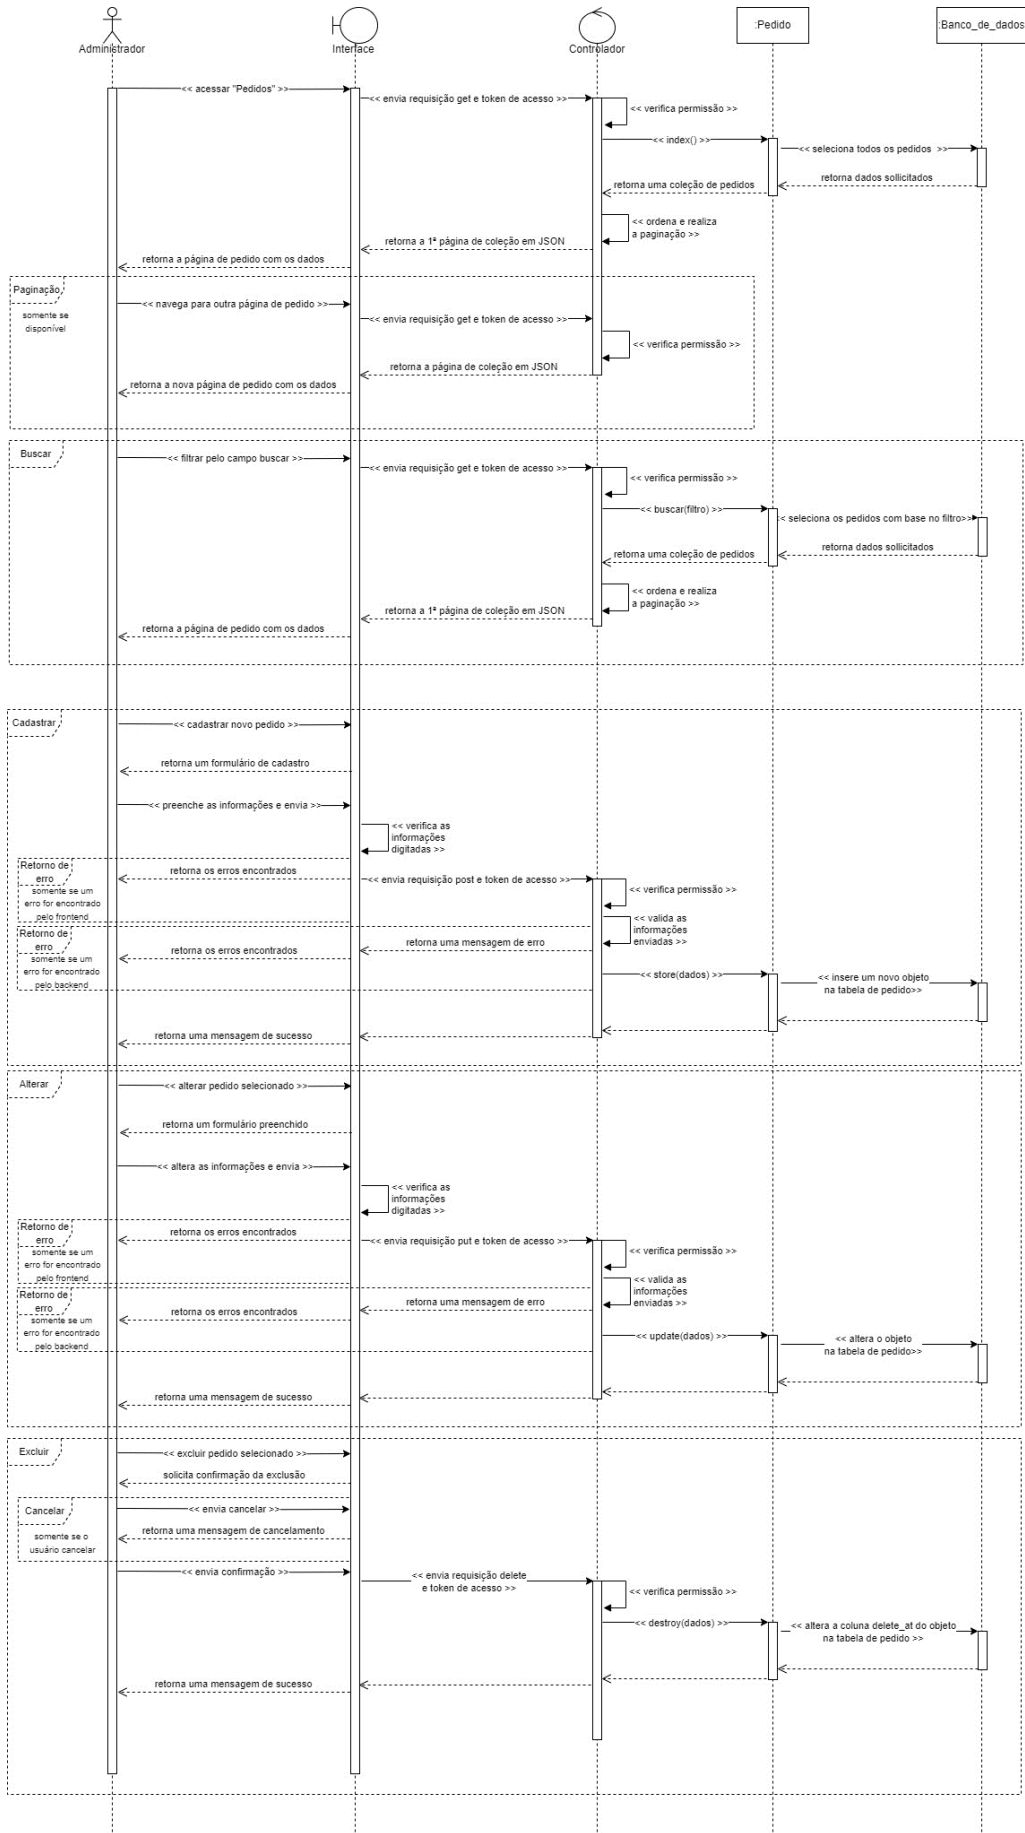 Administrador
Interface
Controlador
:Pedido
:Banco_de_dados
<< acessar "Pedidos" >>
<< envia requisição get e token de acesso >>
<< verifica permissão >>
<< index() >>
<< seleciona todos os pedidos >>
retorna dados sollicitados
retorna uma coleção de pedidos
<< ordena e realiza
a paginação >>
retorna a 1ª página de coleção em JSON
retorna a página de pedido com os dados
Paginação
somente se
disponível
<< navega para outra página de pedido >>
<< envia requisição get e token de acesso >>
<< verifica permissão >>
retorna a página de coleção em JSON
retorna a nova página de pedido com os dados
Buscar
<< filtrar pelo campo buscar >>
<< envia requisição get e token de acesso >>
<< verifica permissão >>
<< buscar(filtro) >>
<< seleciona os pedidos com base no filtro>>
retorna dados sollicitados
retorna uma coleção de pedidos
<< ordena e realiza
a paginação >>
retorna a 1ª página de coleção em JSON
retorna a página de pedido com os dados
Cadastrar
<< cadastrar novo pedido >>
retorna um formulário de cadastro
<< preenche as informações e envia >>
<< verifica as
informações
digitadas >>
Retorno de
erro
somente se um
erro for encontrado
pelo frontend
retorna os erros encontrados
<< envia requisição post e token de acesso >>
<< verifica permissão >>
<< valida as
informações
enviadas >>
Retorno de
erro
somente se um
erro for encontrado
pelo backend
retorna uma mensagem de erro
retorna os erros encontrados
<< store(dados) >>
<< insere um novo objeto
na tabela de pedido>>
retorna uma mensagem de sucesso
Alterar
<< alterar pedido selecionado >>
retorna um formulário preenchido
<< altera as informações e envia >>
<< verifica as
informações
digitadas >>
Retorno de
erro
somente se um
erro for encontrado
pelo frontend
retorna os erros encontrados
<< envia requisição put e token de acesso >>
<< verifica permissão >>
<< valida as
informações
enviadas >>
Retorno de
erro
somente se um
erro for encontrado
pelo backend
retorna uma mensagem de erro
retorna os erros encontrados
<< update(dados) >>
<< altera o objeto
na tabela de pedido>>
retorna uma mensagem de sucesso
Excluir
<< excluir pedido selecionado >>
solicita confirmação da exclusão
Cancelar
somente se o
usuário cancelar
<< envia cancelar >>
retorna uma mensagem de cancelamento
<< envia confirmação >>
<< envia requisição delete
e token de acesso >>
<< verifica permissão >>
<< destroy(dados) >>
<< altera a coluna delete_at do objeto
na tabela de pedido >>
retorna uma mensagem de sucesso